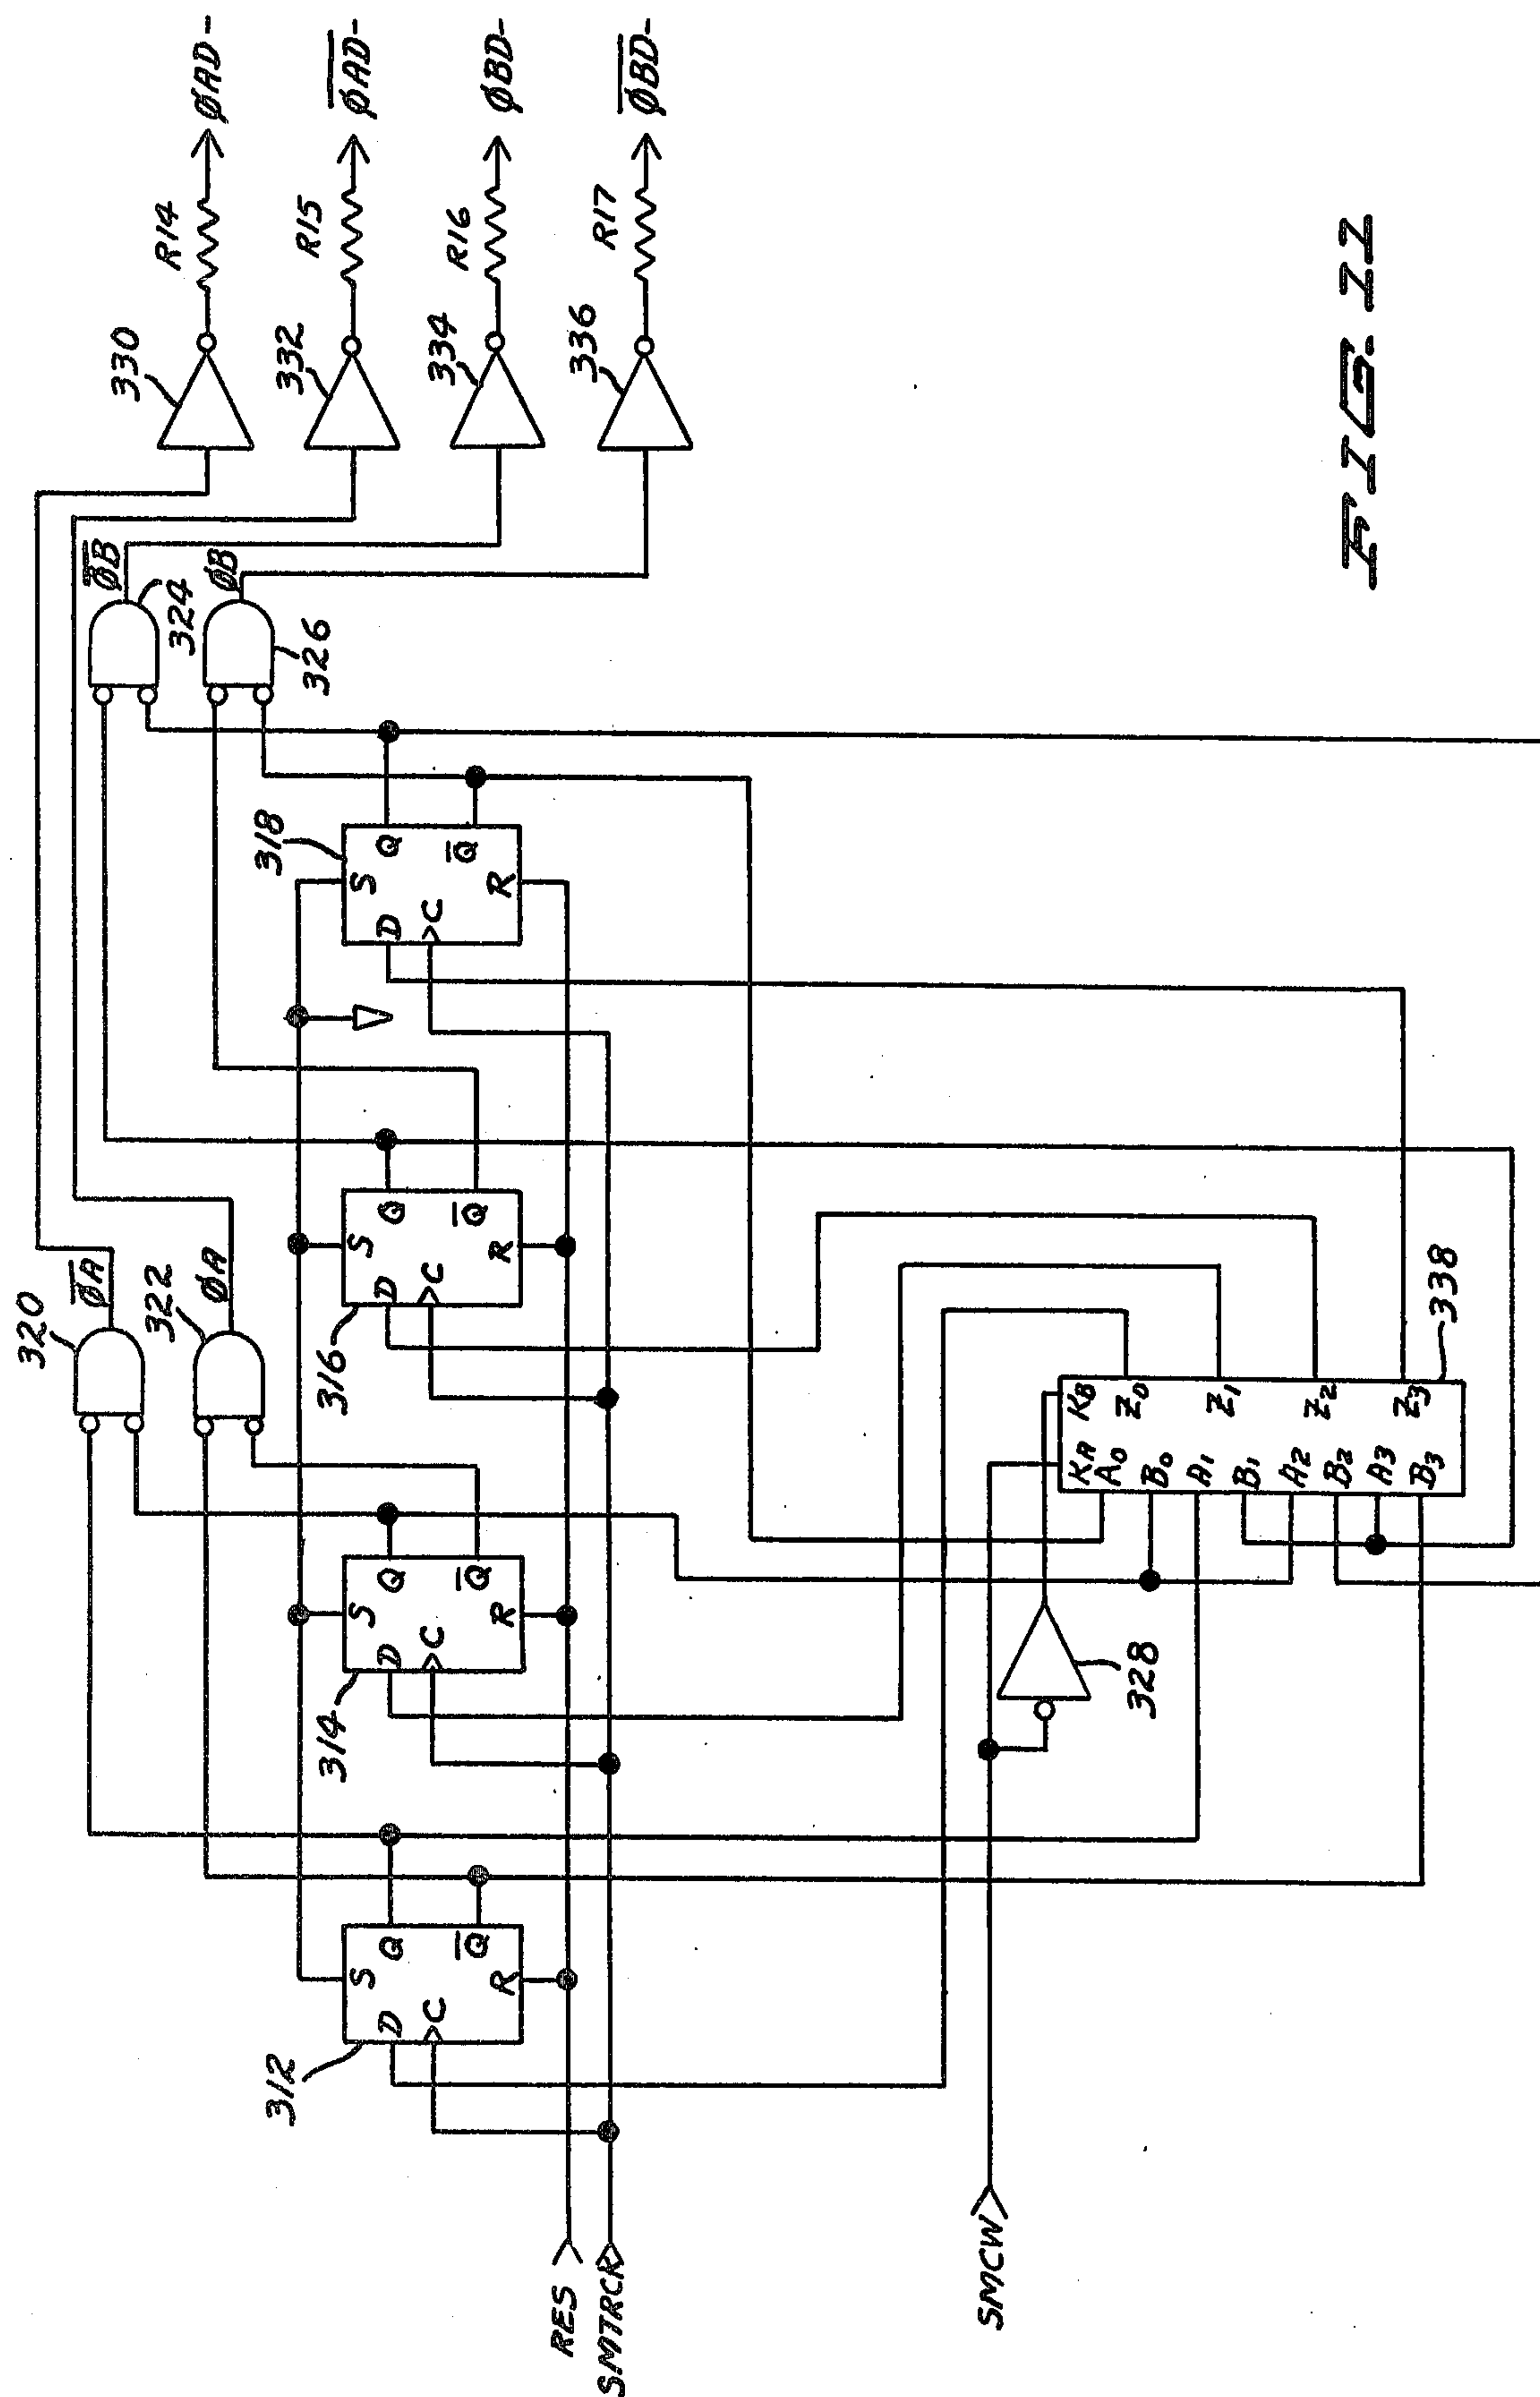 320
ØA
322
ØA
330
R14
ØAD-
332
R15
ØAD-
ØB
324
ØB
326
334
R16
ØBD-
336
R17
ØBD-
312
S
D
Q
C
Q
R
314
S
D
Q
C
Q
R
316
S
D
Q
C
Q
R
318
S
D
Q
C
Q
R
RES
SMTRCK
SMCW
328
KA KB
A0 Z0
B0
A1 Z1
B1
A2 Z2
B2
A3 Z3
B3
338
FIG. 22